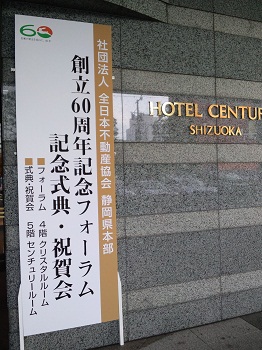 60
社団法人 全日本不動産協会 静岡県本部
創立60周年記念フォーラム
記念式典・祝賀会
■フォーラム 4階 クリスタルルーム
■式典・祝賀会 5階 センチュリールーム
HOTEL CENTUR
SHIZUOKA